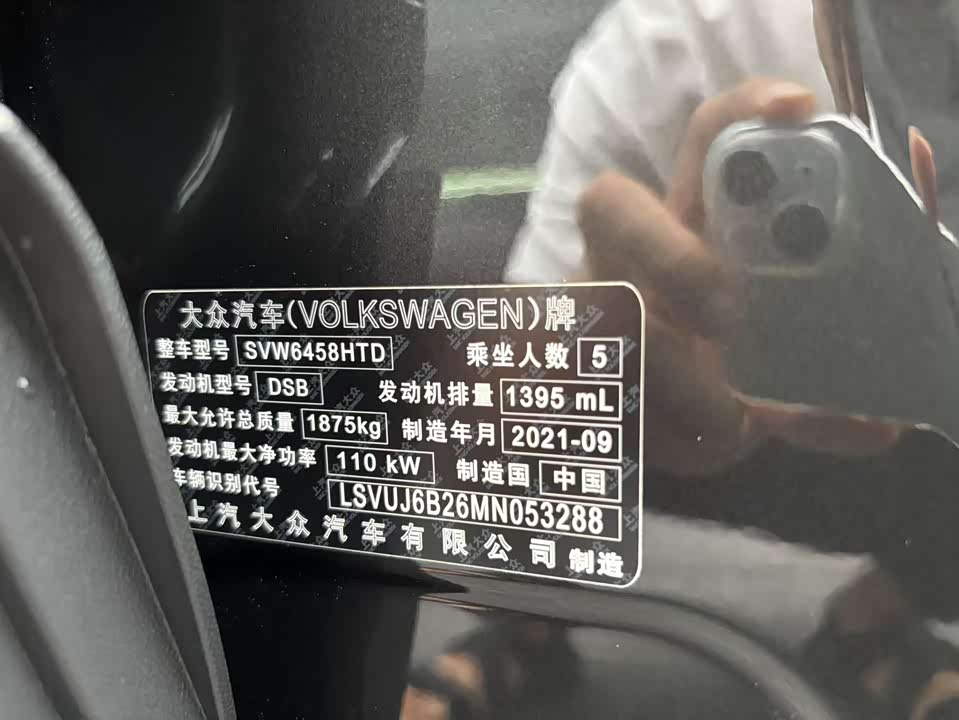 大众汽车(VOLKSWAGEN)牌
整车型号 SVW6458HTD 乘坐人数 5
发动机型号 DSB 发动机排量 1395 mL
最大允许总质量 1875kg 制造年月 2021-09
发动机最大净功率 110 kW 制造国 中国
车辆识别代号 LSVUJ6B26MN053288
上汽大众汽车有限公司 制造